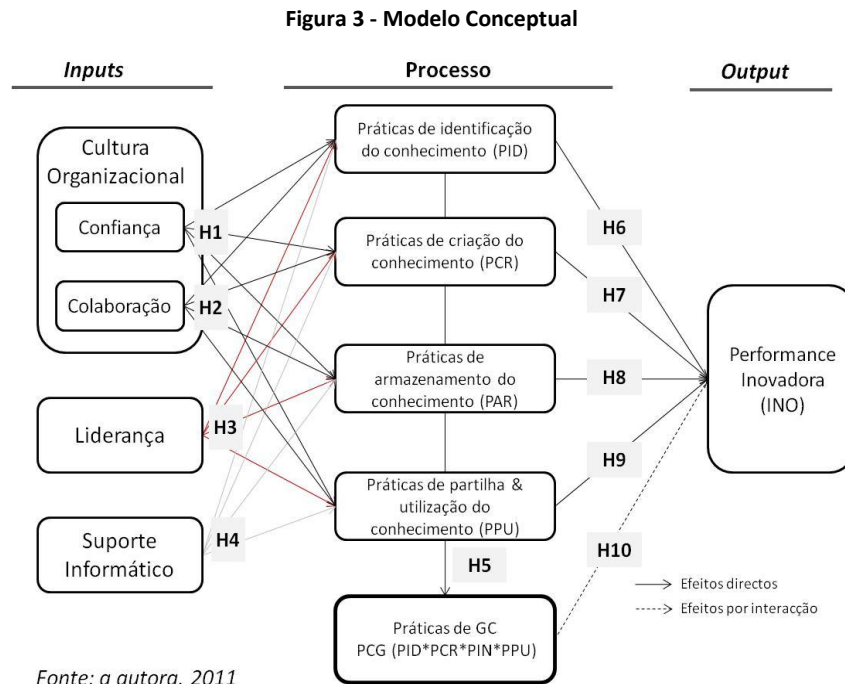 Figura 3 - Modelo Conceptual
Inputs
Processo
Output
Cultura
Organizacional
Confiança
Colaboração
Liderança
Suporte
Informático
H1
H2
H3
H4
Práticas de identificação
do conhecimento (PID)
Práticas de criação do
conhecimento (PCR)
Práticas de
armazenamento do
conhecimento (PAR)
Práticas de partilha &
utilização do
conhecimento (PPU)
H5
Práticas de GC
PCG (PID*PCR*PIN*PPU)
H6
H7
H8
H9
H10
Performance
Inovadora
(INO)
Efeitos directos
Efeitos por interacção
Fonte: a autora, 2011